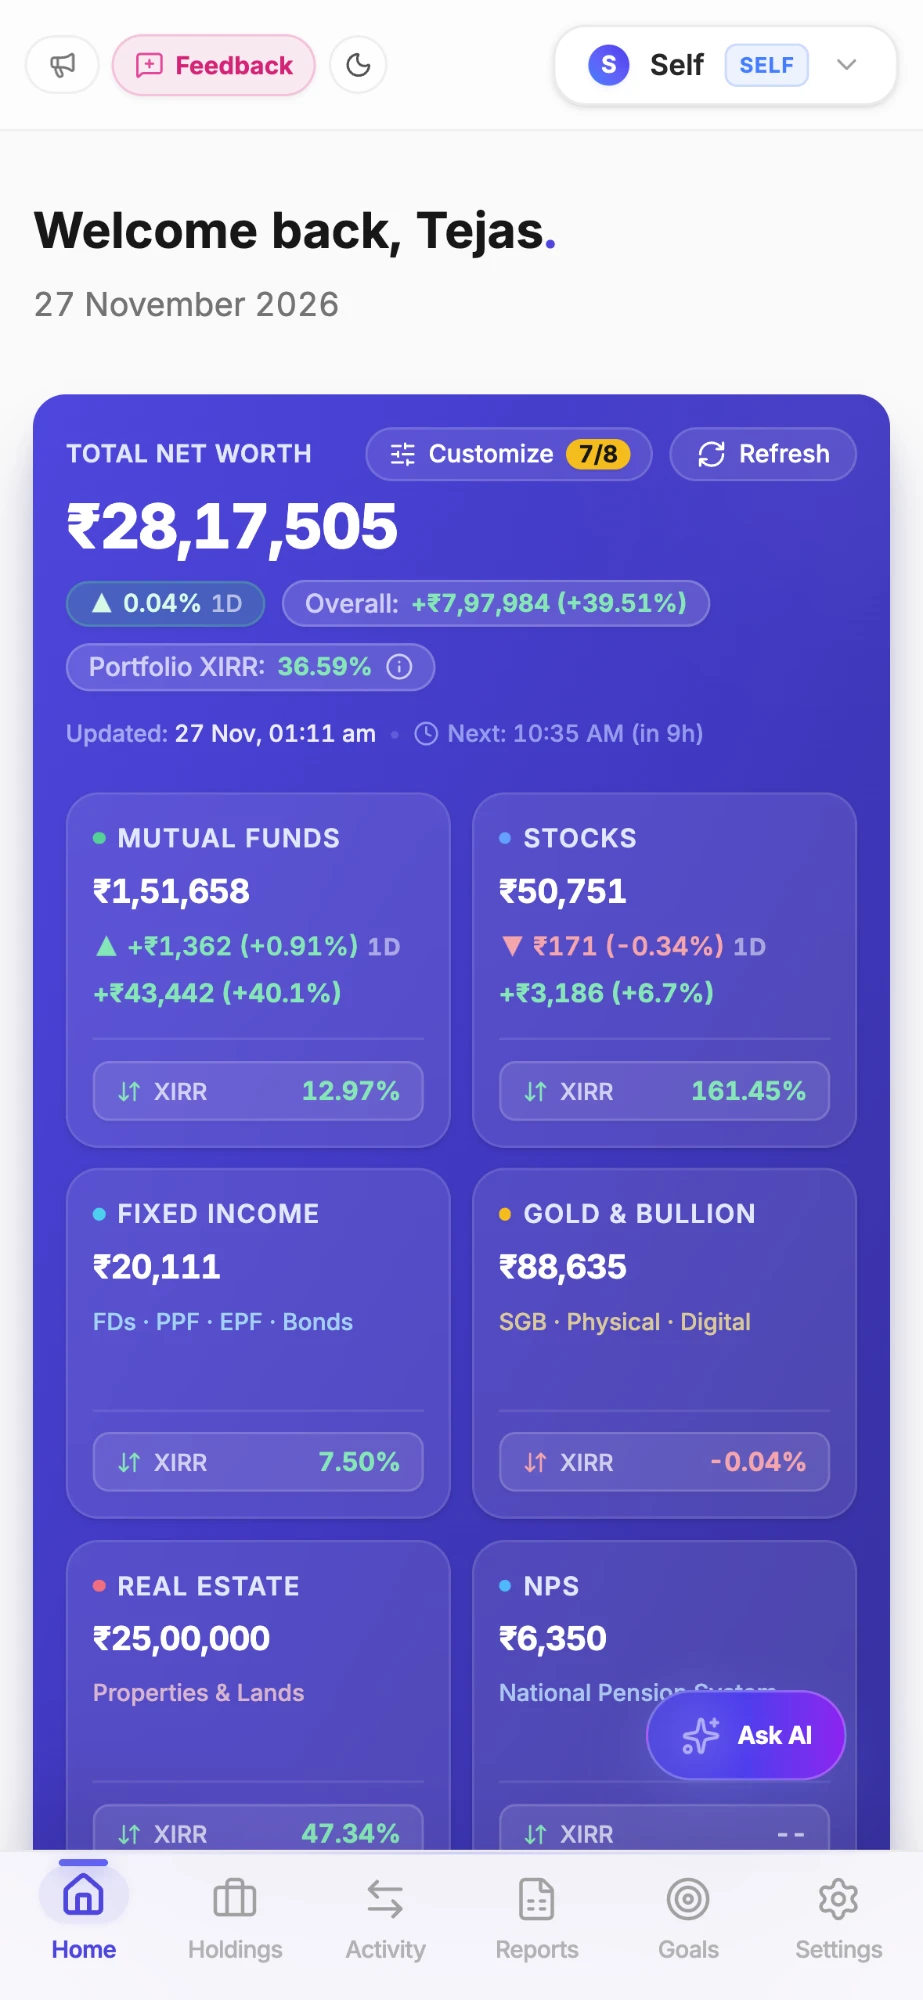 Feedback
S Self SELF
Welcome back, Tejas.
27 November 2026
TOTAL NET WORTH
Customize 7/8
Refresh
₹28,17,505
▲ 0.04% 1D
Overall: +₹7,97,984 (+39.51%)
Portfolio XIRR: 36.59%
Updated: 27 Nov, 01:11 am • Next: 10:35 AM (in 9h)
MUTUAL FUNDS
₹1,51,658
▲ +₹1,362 (+0.91%) 1D
+₹43,442 (+40.1%)
XIRR 12.97%
STOCKS
₹50,751
▼ ₹171 (-0.34%) 1D
+₹3,186 (+6.7%)
XIRR 161.45%
FIXED INCOME
₹20,111
FDs · PPF · EPF · Bonds
XIRR 7.50%
GOLD & BULLION
₹88,635
SGB · Physical · Digital
XIRR -0.04%
REAL ESTATE
₹25,00,000
Properties & Lands
XIRR 47.34%
NPS
₹6,350
National Pension System
XIRR --
Ask AI
Home
Holdings
Activity
Reports
Goals
Settings